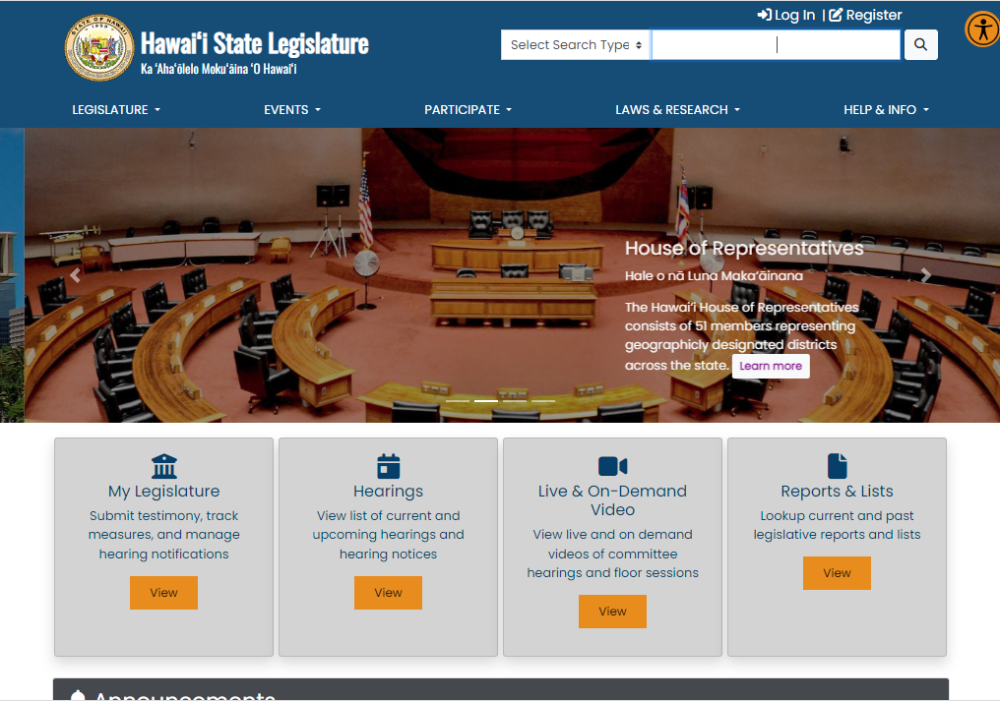 Log In | Register
STATE OF HAWAII
1959
Hawaiʻi State Legislature
Ka ʻAhaʻōlelo Mokuʻāina ʻO Hawaiʻi
Select Search Type
LEGISLATURE
EVENTS
PARTICIPATE
LAWS & RESEARCH
HELP & INFO
House of Representatives
Hale o nā Luna Makaʻāinana
The Hawaiʻi House of Representatives
consists of 51 members representing
geographicly designated districts
across the state. Learn more
My Legislature
Submit testimony, track
measures, and manage
hearing notifications
View
Hearings
View list of current and
upcoming hearings and
hearing notices
View
Live & On-Demand
Video
View live and on demand
videos of committee
hearings and floor sessions
View
Reports & Lists
Lookup current and past
legislative reports and lists
View
Announcements